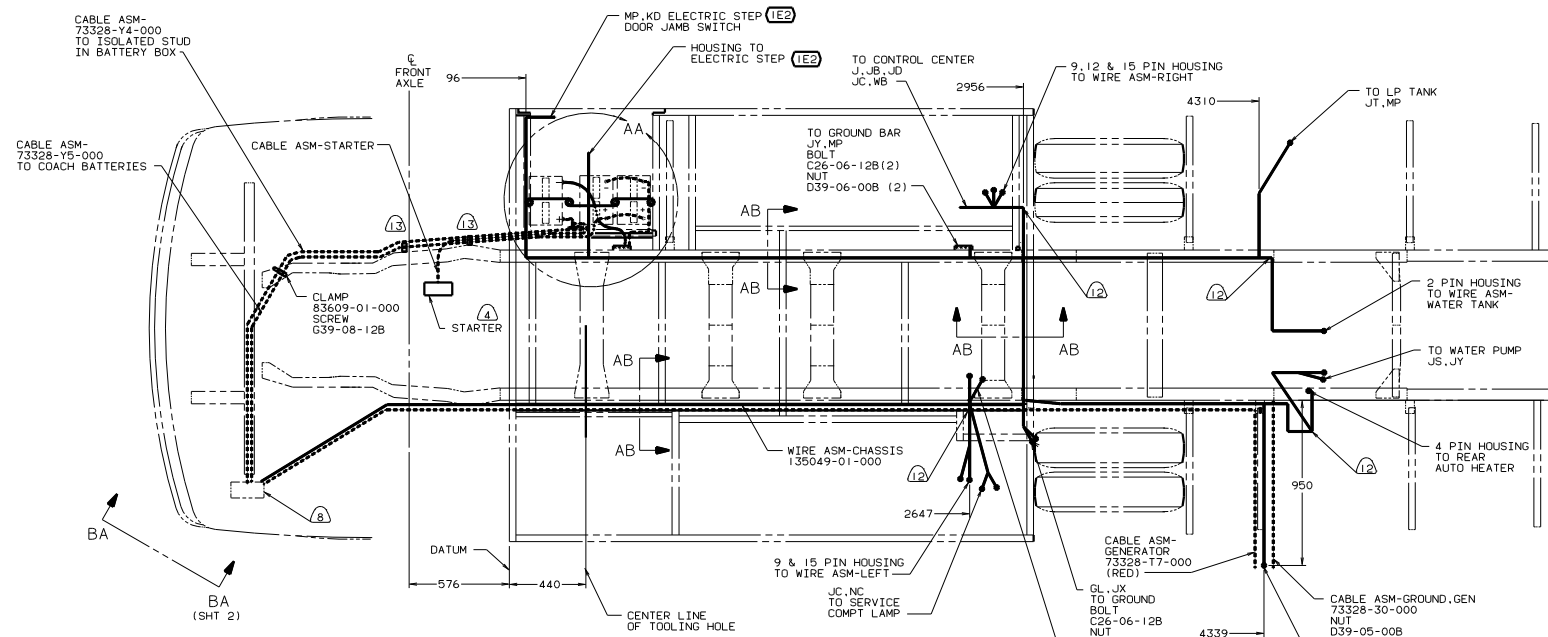 CABLE ASM-
73328-Y4-000
TO ISOLATED STUD
IN BATTERY BOX
MP,KD ELECTRIC STEP 1E2
DOOR JAMB SWITCH
HOUSING TO
ELECTRIC STEP 1E2
℄
FRONT
AXLE
96
TO CONTROL CENTER
J,JB,JD
JC,WB
2956
9,12 & 15 PIN HOUSING
TO WIRE ASM-RIGHT
4310
TO LP TANK
JT,MP
CABLE ASM-
73328-Y5-000
TO COACH BATTERIES
CABLE ASM-STARTER
AA
TO GROUND BAR
JY,MP
BOLT
C26-06-12B(2)
NUT
D39-06-00B (2)
AB
13
13
AB
CLAMP
83609-01-000
SCREW
G39-08-12B
4
STARTER
12
12
2 PIN HOUSING
TO WIRE ASM-
WATER TANK
AB
AB
AB
TO WATER PUMP
JS,JY
AB
WIRE ASM-CHASSIS
135049-01-000
12
4 PIN HOUSING
TO REAR
AUTO HEATER
12
950
8
BA
BA
(SHT 2)
2647
DATUM
576
440
CENTER LINE
OF TOOLING HOLE
9 & 15 PIN HOUSING
TO WIRE ASM-LEFT
JC,NC
TO SERVICE
COMPT LAMP
CABLE ASM-
GENERATOR
73328-T7-000
(RED)
GL,JX
TO GROUND
BOLT
C26-06-12B
NUT
4339
CABLE ASM-GROUND,GEN
73328-30-000
NUT
D39-05-00B